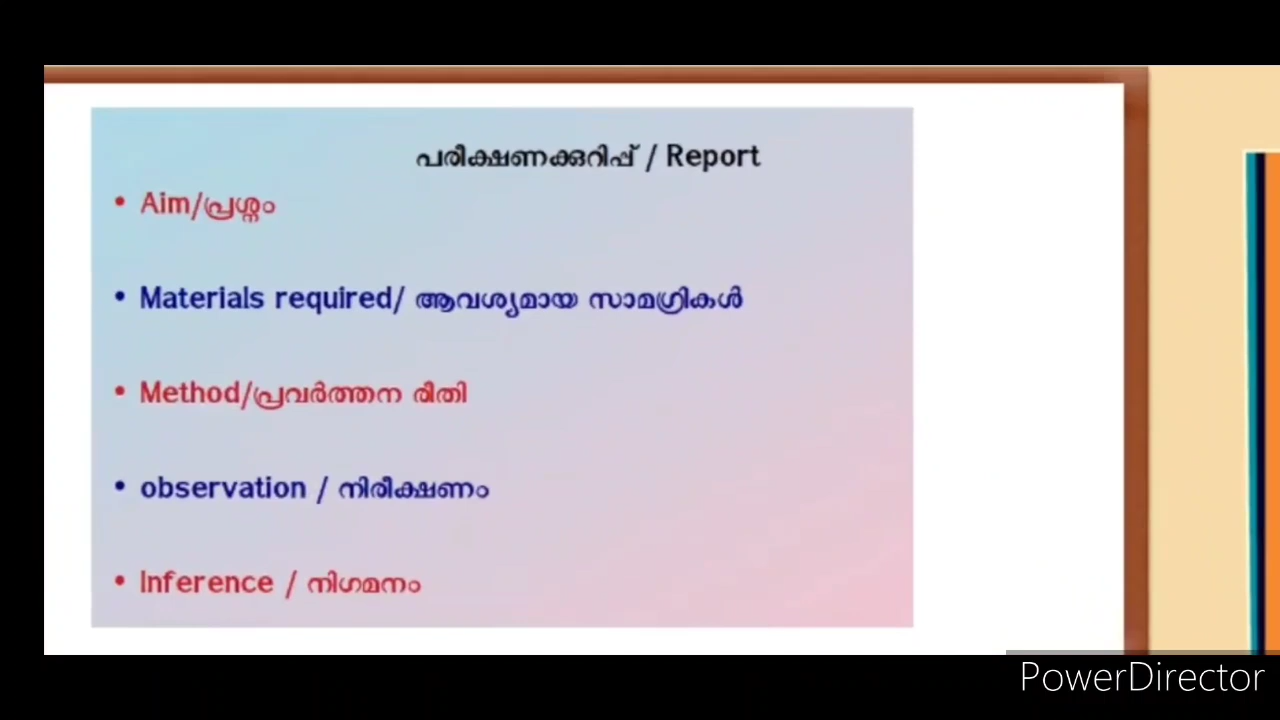 പരീക്ഷണക്കുറിപ്പ് / Report
• Aim/പ്രശ്നം
• Materials required/ ആവശ്യമായ സാമഗ്രികൾ
• Method/പ്രവർത്തന രീതി
• observation / നിരീക്ഷണം
• Inference / നിഗമനം
PowerDirector